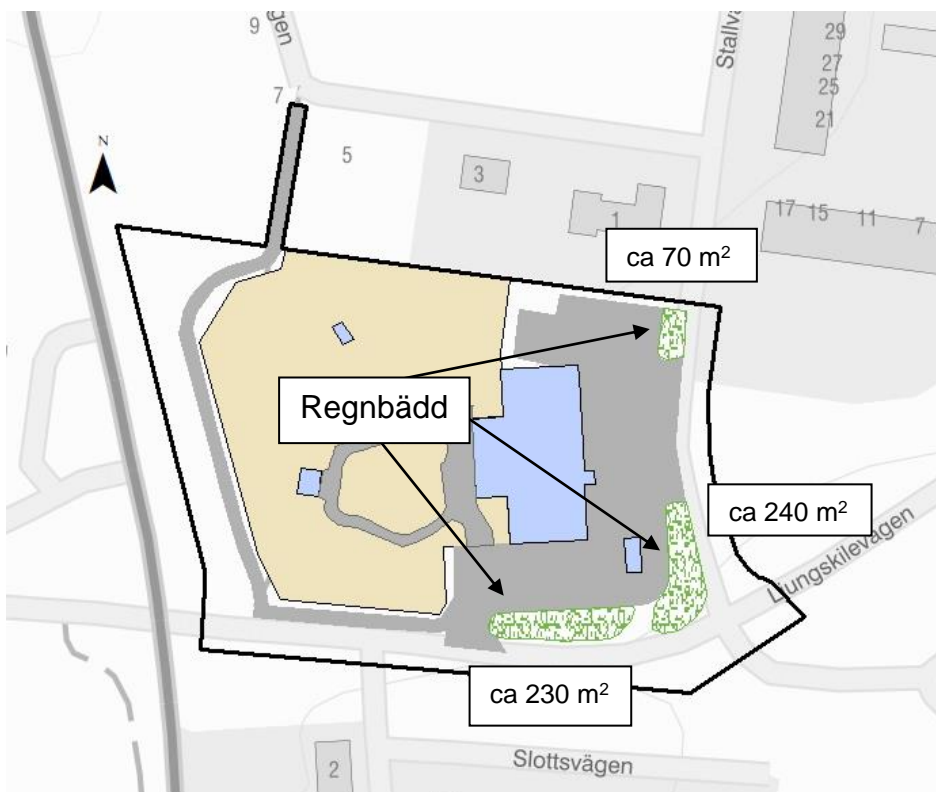 9
vägen
29
Stallvä
27
25
7
21
N
5
3
17 15 11 7
1
ca 70 m²
Regnbädd
ca 240 m²
Ljungskilevägen
ca 230 m²
Slottsvägen
2